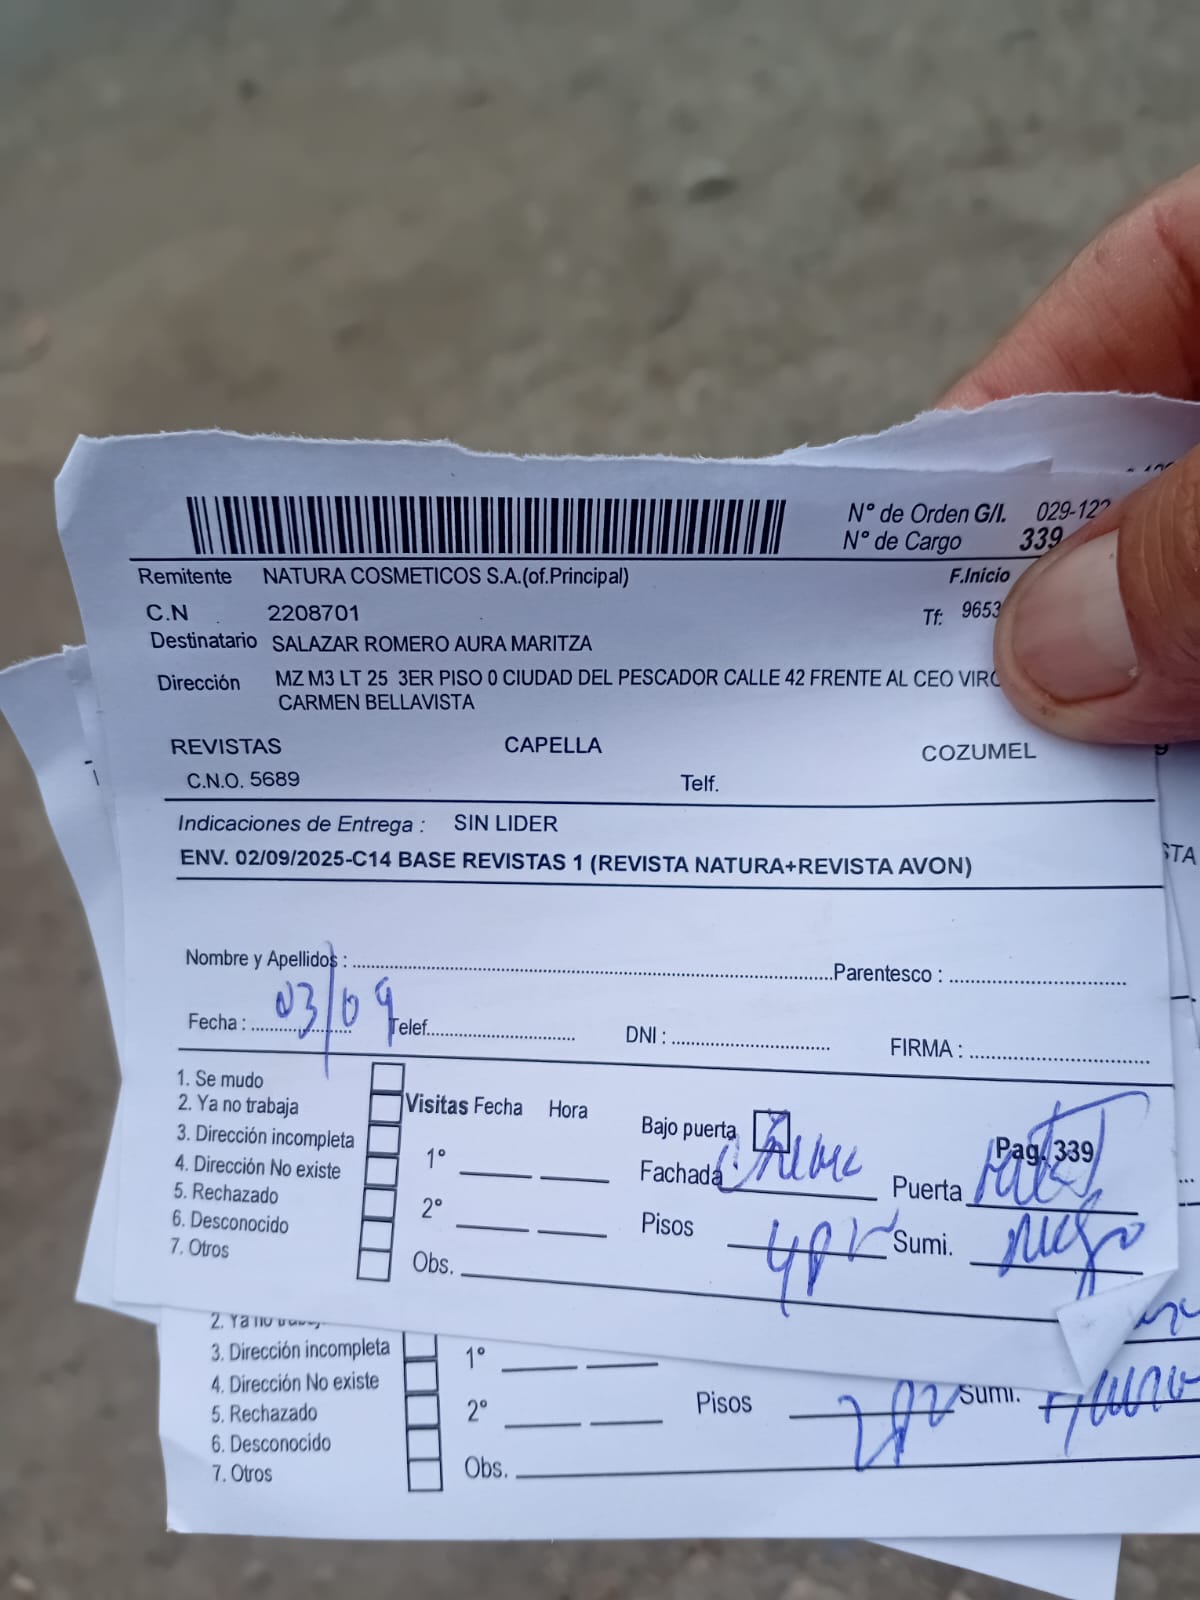 N° de Orden G/I. 029-122
N° de Cargo 339
Remitente NATURA COSMETICOS S.A.(of.Principal) F.Inicio
C.N 2208701 Tf: 9653
Destinatario SALAZAR ROMERO AURA MARITZA
Dirección MZ M3 LT 25 3ER PISO 0 CIUDAD DEL PESCADOR CALLE 42 FRENTE AL CEO
CARMEN BELLAVISTA
REVISTAS CAPELLA COZUMEL
C.N.O. 5689 Telf.
Indicaciones de Entrega : SIN LIDER
ENV. 02/09/2025-C14 BASE REVISTAS 1 (REVISTA NATURA+REVISTA AVON)
Nombre y Apellidos : Parentesco :
Fecha : 03/09 Telef. DNI : FIRMA :
1. Se mudo
2. Ya no trabaja
3. Dirección incompleta
4. Dirección No existe
5. Rechazado
6. Desconocido
7. Otros
Visitas Fecha Hora
1°
2°
Obs.
Bajo puerta
Fachada Puerta
Pag. 339
Pisos Sumi.
2. Ya no
3. Dirección incompleta
4. Dirección No existe
5. Rechazado
6. Desconocido
7. Otros
1°
2°
Obs.
Pisos Sumi.